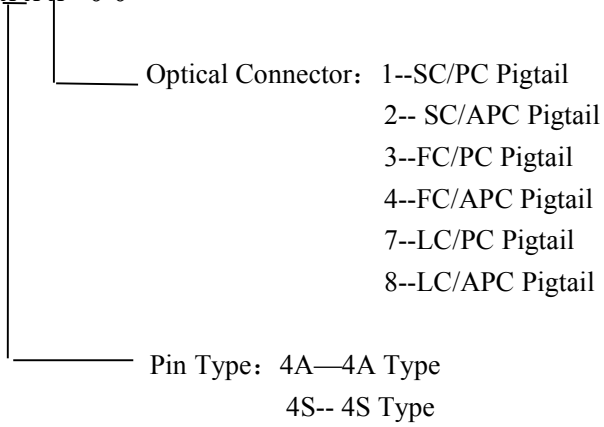 Optical Connector：1--SC/PC Pigtail
2-- SC/APC Pigtail
3--FC/PC Pigtail
4--FC/APC Pigtail
7--LC/PC Pigtail
8--LC/APC Pigtail
Pin Type：4A—4A Type
4S-- 4S Type